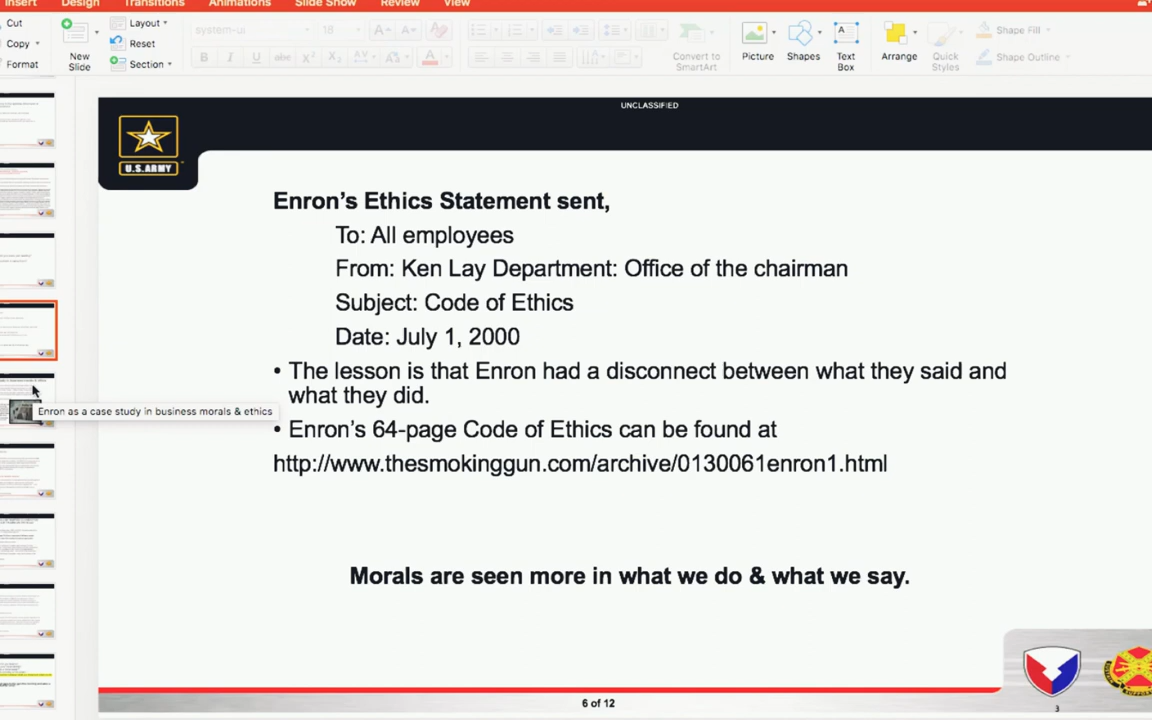 Insert Design Transitions Animations Slide Show Review View
Cut Layout system-ui 18
Copy Reset
Format New Slide Section Convert to SmartArt Picture Shapes Text Box Arrange Quick Styles Shape Fill Shape Outline
UNCLASSIFIED
U.S.ARMY
Enron's Ethics Statement sent,
To: All employees
From: Ken Lay Department: Office of the chairman
Subject: Code of Ethics
Date: July 1, 2000
• The lesson is that Enron had a disconnect between what they said and
what they did.
Enron as a case study in business morals & ethics
• Enron's 64-page Code of Ethics can be found at
http://www.thesmokinggun.com/archive/0130061enron1.html
Morals are seen more in what we do & what we say.
6 of 12
3